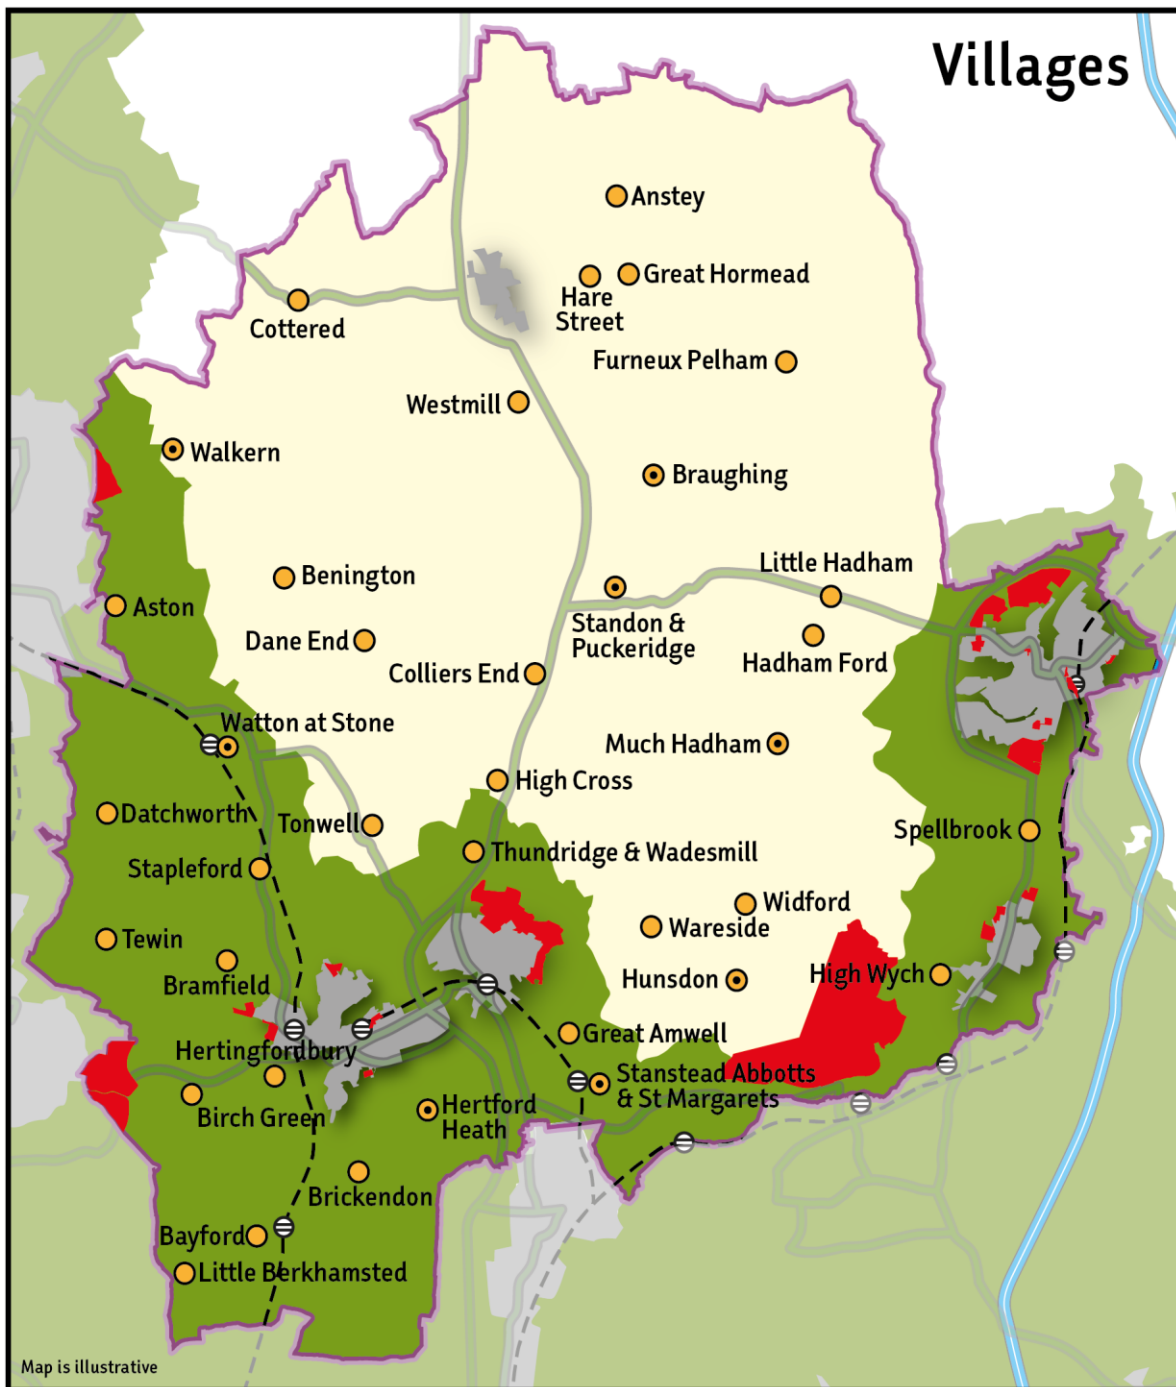 Villages
Anstey
Great Hormead
Hare
Street
Cottered
Furneux Pelham
Westmill
Walkern
Braughing
Little Hadham
Benington
Aston
Standon &
Puckeridge
Dane End
Hadham Ford
Colliers End
Watton at Stone
Much Hadham
High Cross
Datchworth
Tonwell
Spellbrook
Thundridge & Wadesmill
Stapleford
Widford
Wareside
Tewin
Bramfield
Hunsdon
High Wych
Great Amwell
Hertingfordbury
Stanstead Abbotts
& St Margarets
Birch Green
Hertford
Heath
Brickendon
Bayford
Little Berkhamsted
Map is illustrative